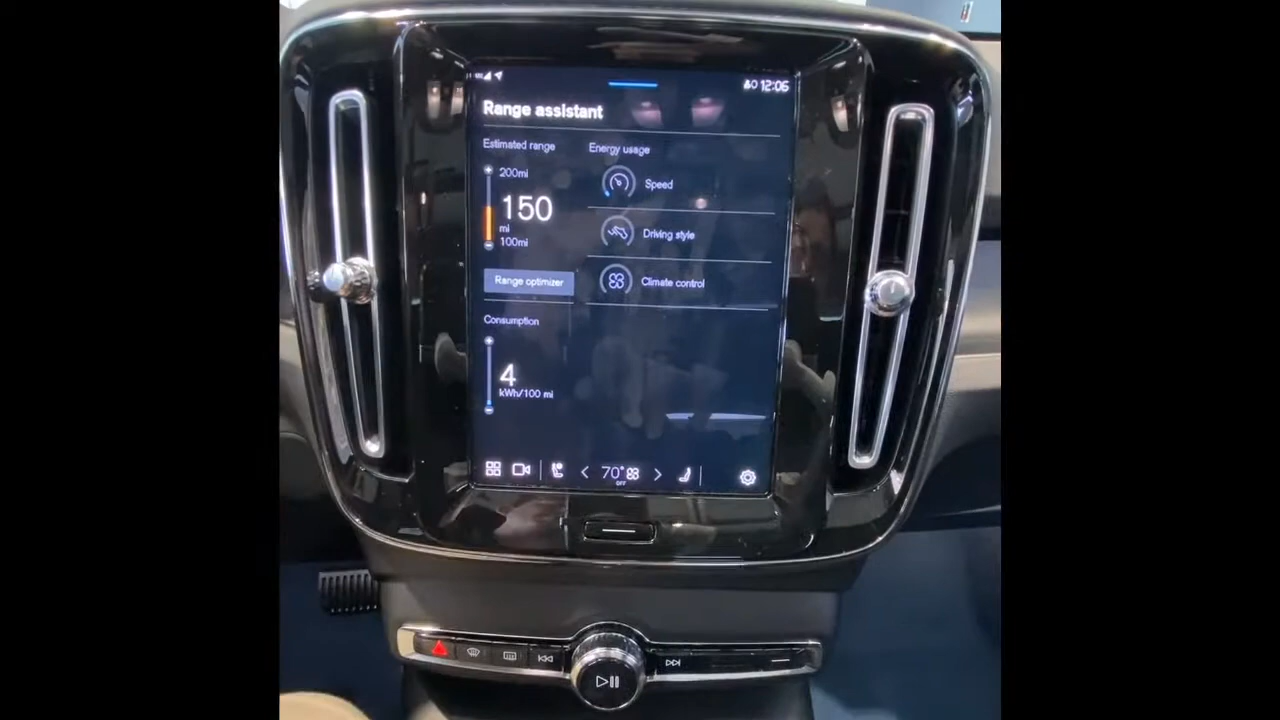 12:06
Range assistant
Estimated range
Energy usage
200mi
Speed
150
mi
Driving style
100mi
Range optimizer
Climate control
Consumption
4
kWh/100 mi
70°
OFF